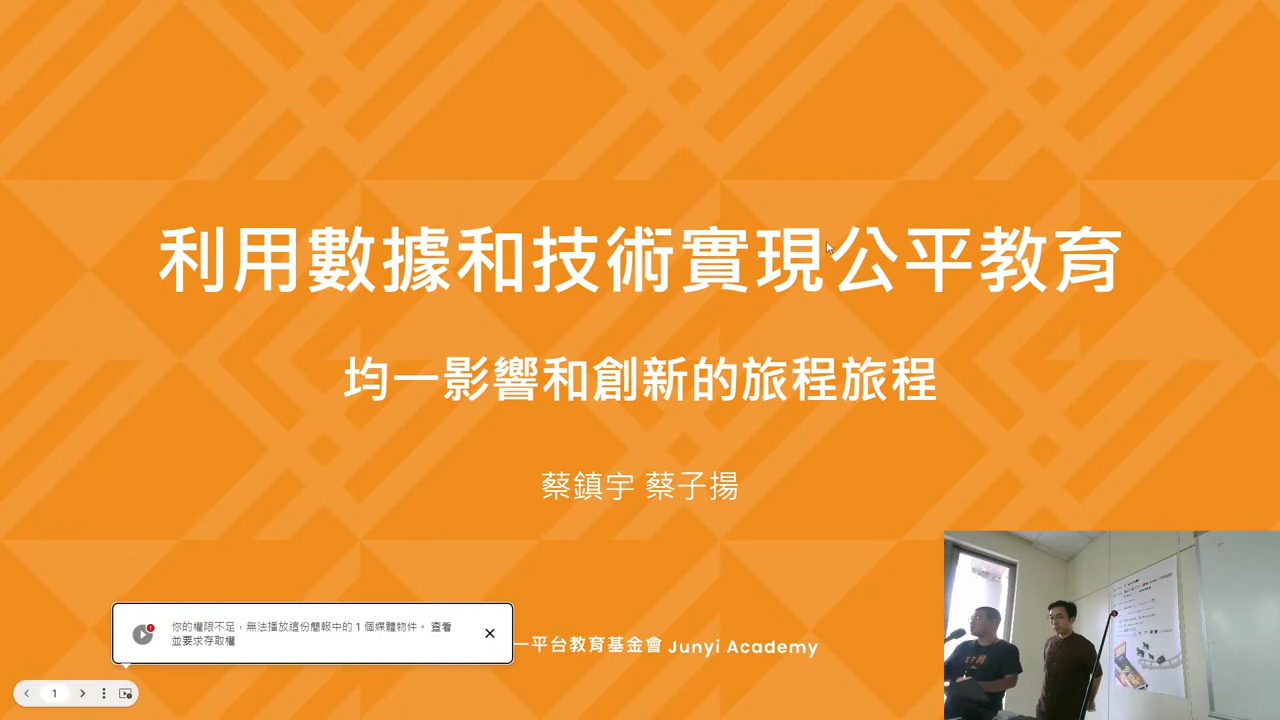 利用數據和技術實現公平教育
均一影響和創新的旅程旅程
蔡鎮宇 蔡子揚
你的權限不足，無法播放這份簡報中的 1 個媒體物件。 查看
並要求存取權
一平台教育基金會 Junyi Academy
1